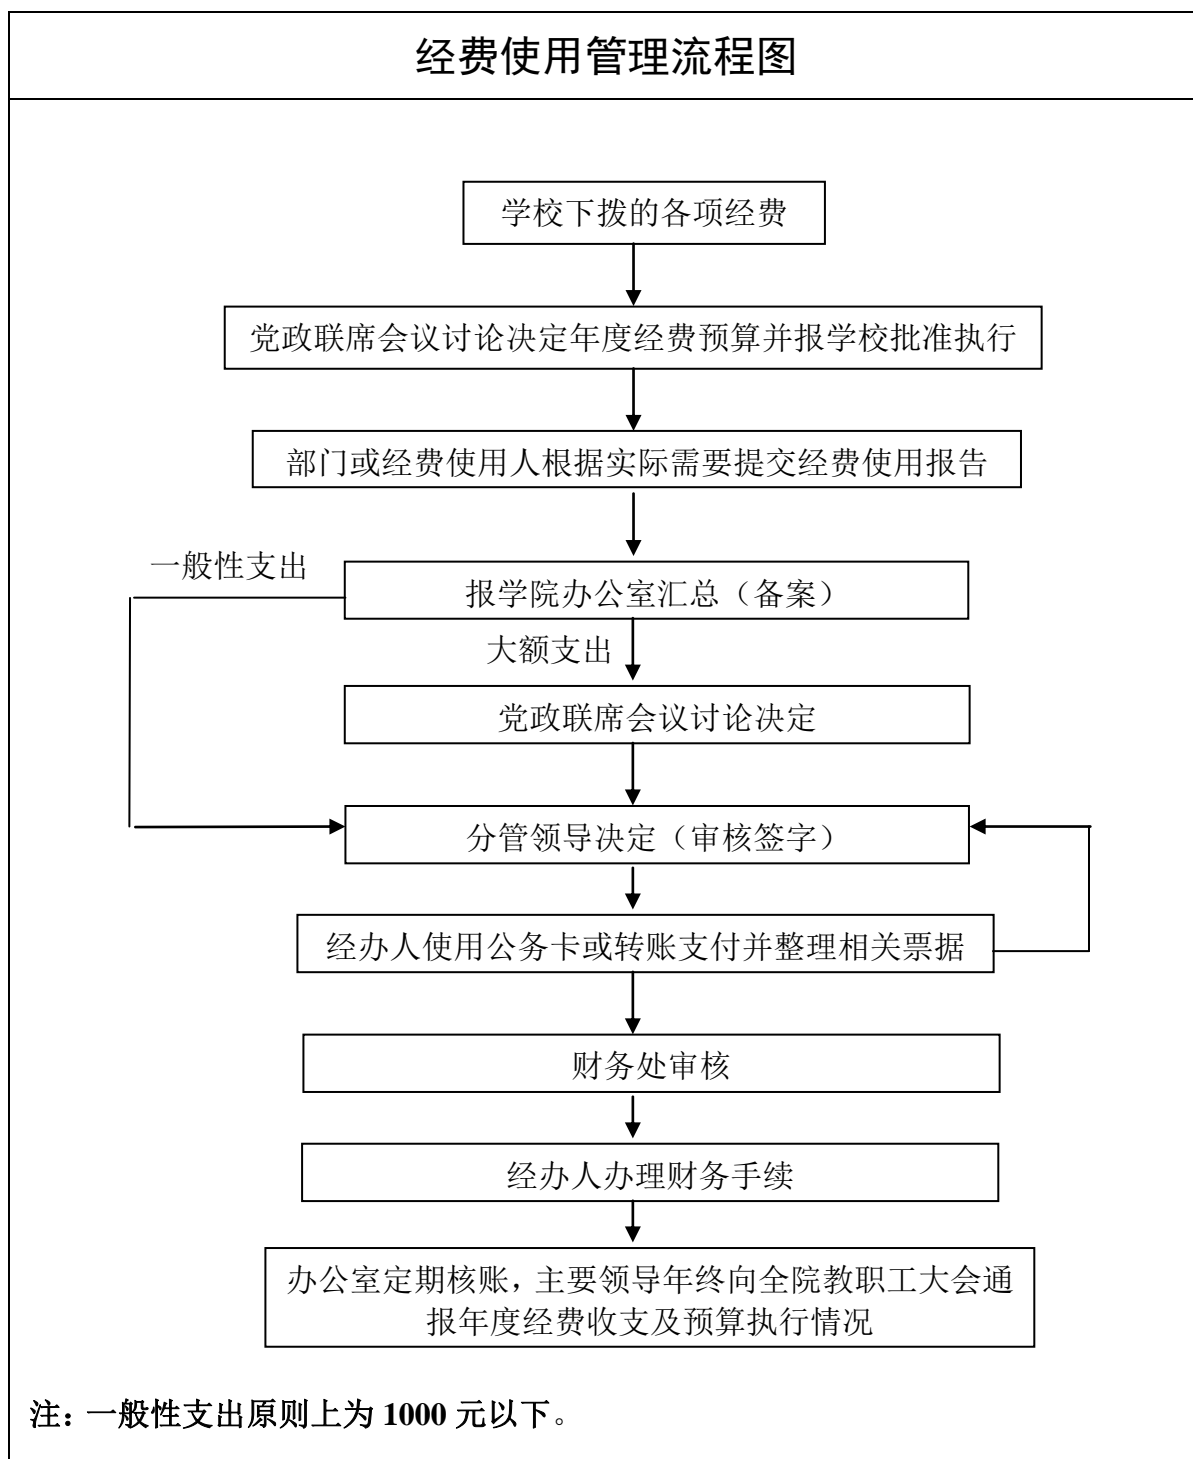 经费使用管理流程图
学校下拨的各项经费
党政联席会议讨论决定年度经费预算并报学校批准执行
部门或经费使用人根据实际需要提交经费使用报告
一般性支出
报学院办公室汇总（备案）
大额支出
党政联席会议讨论决定
分管领导决定（审核签字）
经办人使用公务卡或转账支付并整理相关票据
财务处审核
经办人办理财务手续
办公室定期核账，主要领导年终向全院教职工大会通
报年度经费收支及预算执行情况
注：一般性支出原则上为 1000 元以下。